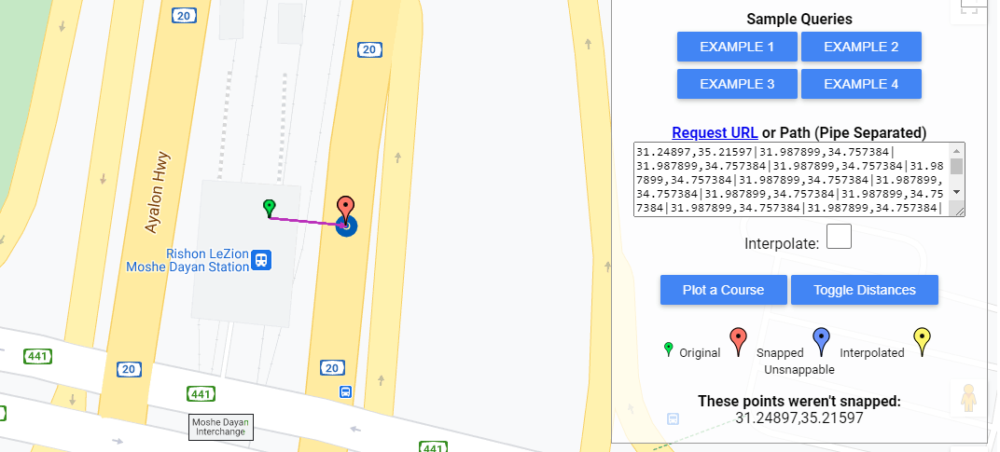 20
20
Ayalon Hwy
Rishon LeZion
Moshe Dayan Station
441
20
20
441
Moshe Dayan
Interchange
441
Sample Queries
EXAMPLE 1 EXAMPLE 2
EXAMPLE 3 EXAMPLE 4
Request URL or Path (Pipe Separated)
31.24897,35.21597|31.987899,34.757384|
31.987899,34.757384|31.987899,34.757384|31.98
7899,34.757384|31.987899,34.757384|31.987899,
34.757384|31.987899,34.757384|31.987899,34.75
7384|31.987899,34.757384|31.987899,34.757384|
Interpolate:
Plot a Course Toggle Distances
Original Snapped Interpolated
Unsnappable
These points weren't snapped:
31.24897,35.21597